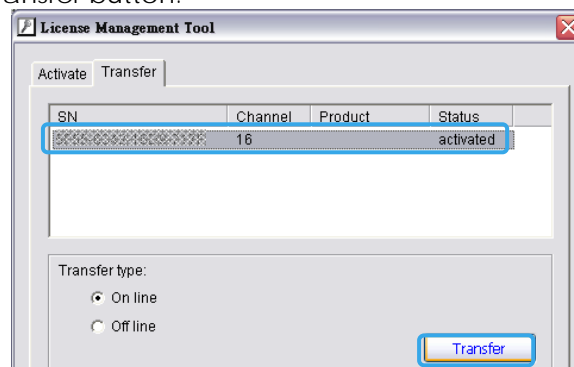 ansfer button.
License Management Tool
Activate Transfer
SN Channel Product Status
16 activated
Transfer type:
On line
Off line
Transfer